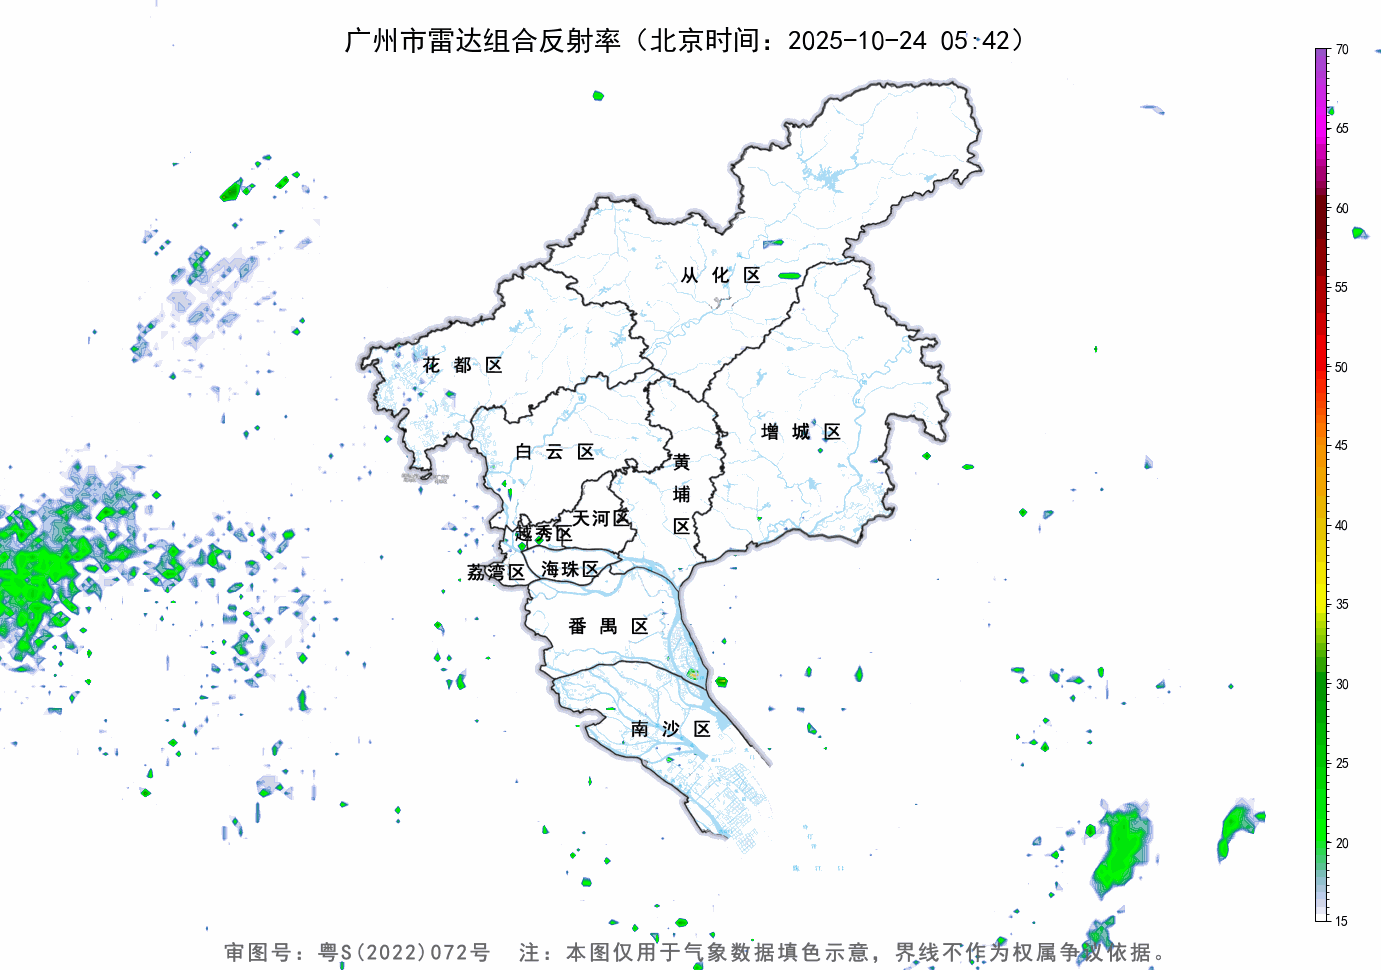 广州市雷达组合反射率（北京时间：2025-10-24 05:42）
70
65
60
55
50
45
40
35
30
25
20
15
从化区
花都区
增城区
白云区
黄埔区
天河区
越秀区
荔湾区
海珠区
番禺区
南沙区
审图号：粤S(2022)072号 注：本图仅用于气象数据填色示意，界线不作为权属争议依据。